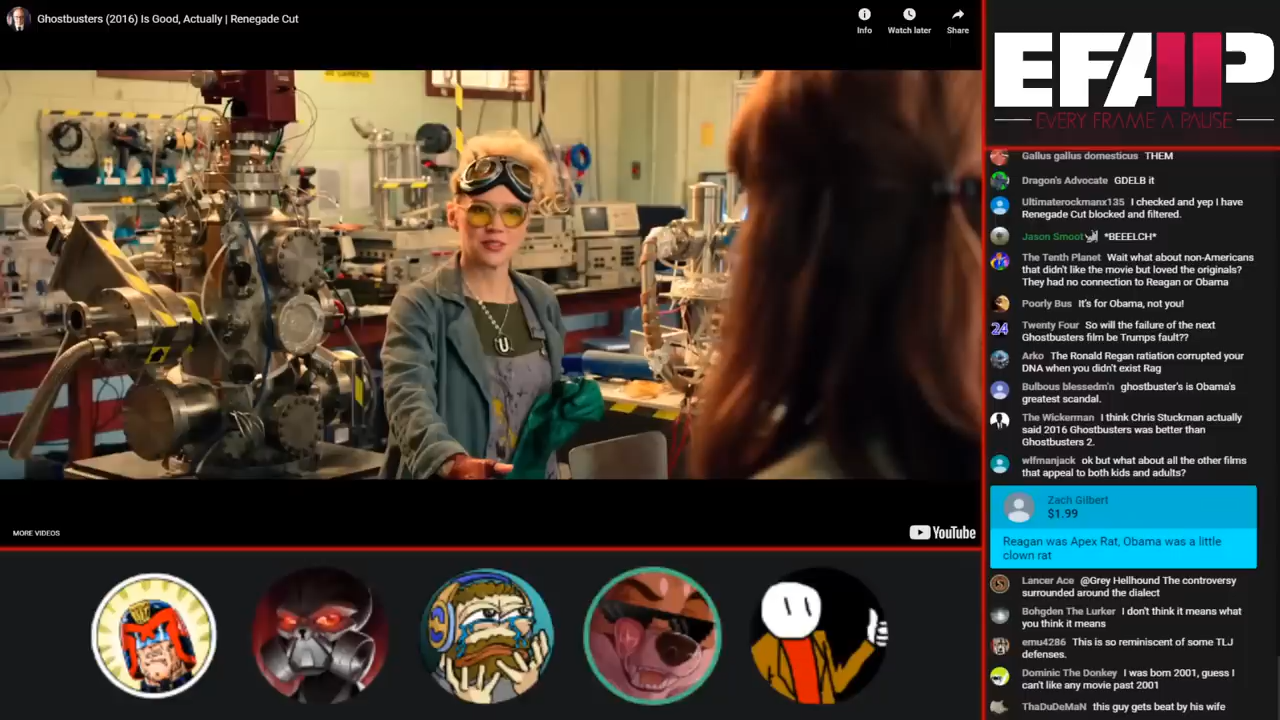 Ghostbusters (2016) Is Good, Actually | Renegade Cut
Info
Watch later
Share
MORE VIDEOS
YouTube
EFAP
EVERY FRAME A PAUSE
Gallus gallus domesticus THEM
Dragon's Advocate GDELB it
Ultimaterockmanx135 I checked and yep I have
Renegade Cut blocked and filtered.
Jason Smoot *BEEELCH*
The Tenth Planet Wait what about non-Americans
that didn't like the movie but loved the originals?
They had no connection to Reagan or Obama
Poorly Bus It's for Obama, not you!
24
Twenty Four So will the failure of the next
Ghostbusters film be Trumps fault??
Arko The Ronald Regan ratiation corrupted your
DNA when you didn't exist Rag
Bulbous blessedm'n ghostbuster's is Obama's
greatest scandal.
The Wickerman I think Chris Stuckman actually
said 2016 Ghostbusters was better than
Ghostbusters 2.
wlfmanjack ok but what about all the other films
that appeal to both kids and adults?
Zach Gilbert
$1.99
Reagan was Apex Rat, Obama was a little
clown rat
Lancer Ace @Grey Hellhound The controversy
surrounded around the dialect
Bohgden The Lurker I don't think it means what
you think it means
emu4286 This is so reminiscent of some TLJ
defenses.
Dominic The Donkey I was born 2001, guess I
can't like any movie past 2001
ThaDuDeMaN this guy gets beat by his wife